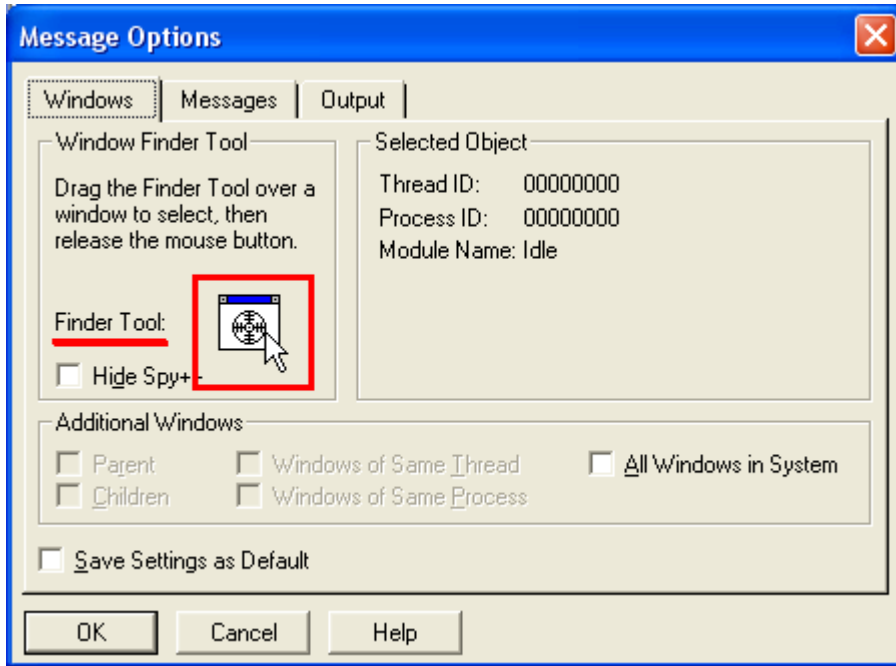 Message Options
Windows Messages Output
Window Finder Tool
Drag the Finder Tool over a
window to select, then
release the mouse button.
Finder Tool:
Hide Spy++
Selected Object
Thread ID: 00000000
Process ID: 00000000
Module Name: Idle
Additional Windows
Parent Windows of Same Thread All Windows in System
Children Windows of Same Process
Save Settings as Default
OK Cancel Help